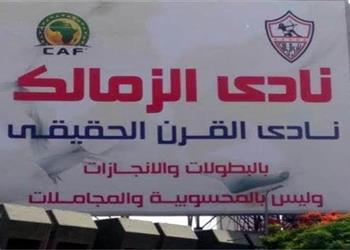 CAF
نادى الزمالك
نادى القرن الحقيقى
بالبطولات والانجازات
وليس بالمحسوبية والمجاملات